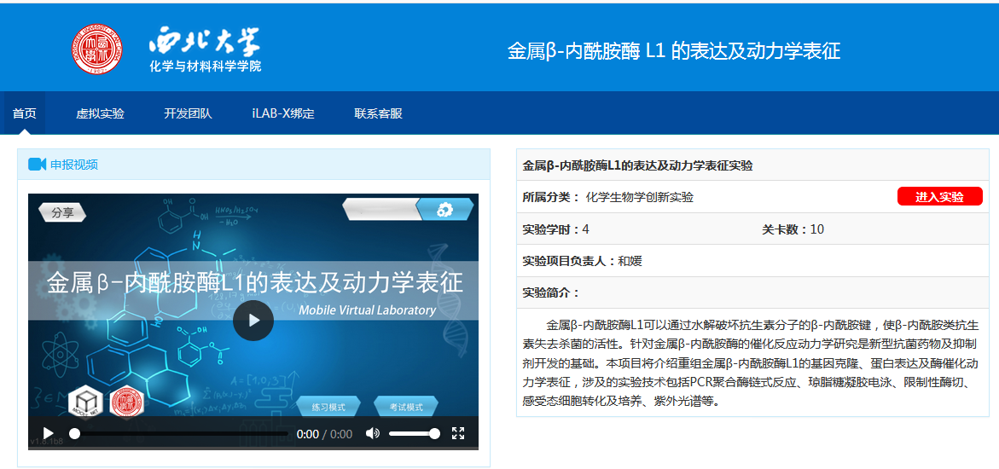 西北大学
化学与材料科学学院
金属β-内酰胺酶 L1 的表达及动力学表征
首页
虚拟实验
开发团队
iLAB-X绑定
联系客服
申报视频
分享
金属β-内酰胺酶L1的表达及动力学表征
Mobile Virtual Laboratory
练习模式
考试模式
v1.8.1b8
0:00 / 0:00
金属β-内酰胺酶L1的表达及动力学表征实验
所属分类： 化学生物学创新实验
进入实验
实验学时：4
关卡数：10
实验项目负责人：和媛
实验简介：
金属β-内酰胺酶L1可以通过水解破坏抗生素分子的β-内酰胺键，使β-内酰胺类抗生
素失去杀菌的活性。针对金属β-内酰胺酶的催化反应动力学研究是新型抗菌药物及抑制
剂开发的基础。本项目将介绍重组金属β-内酰胺酶L1的基因克隆、蛋白表达及酶催化动
力学表征，涉及的实验技术包括PCR聚合酶链式反应、琼脂糖凝胶电泳、限制性酶切、
感受态细胞转化及培养、紫外光谱等。